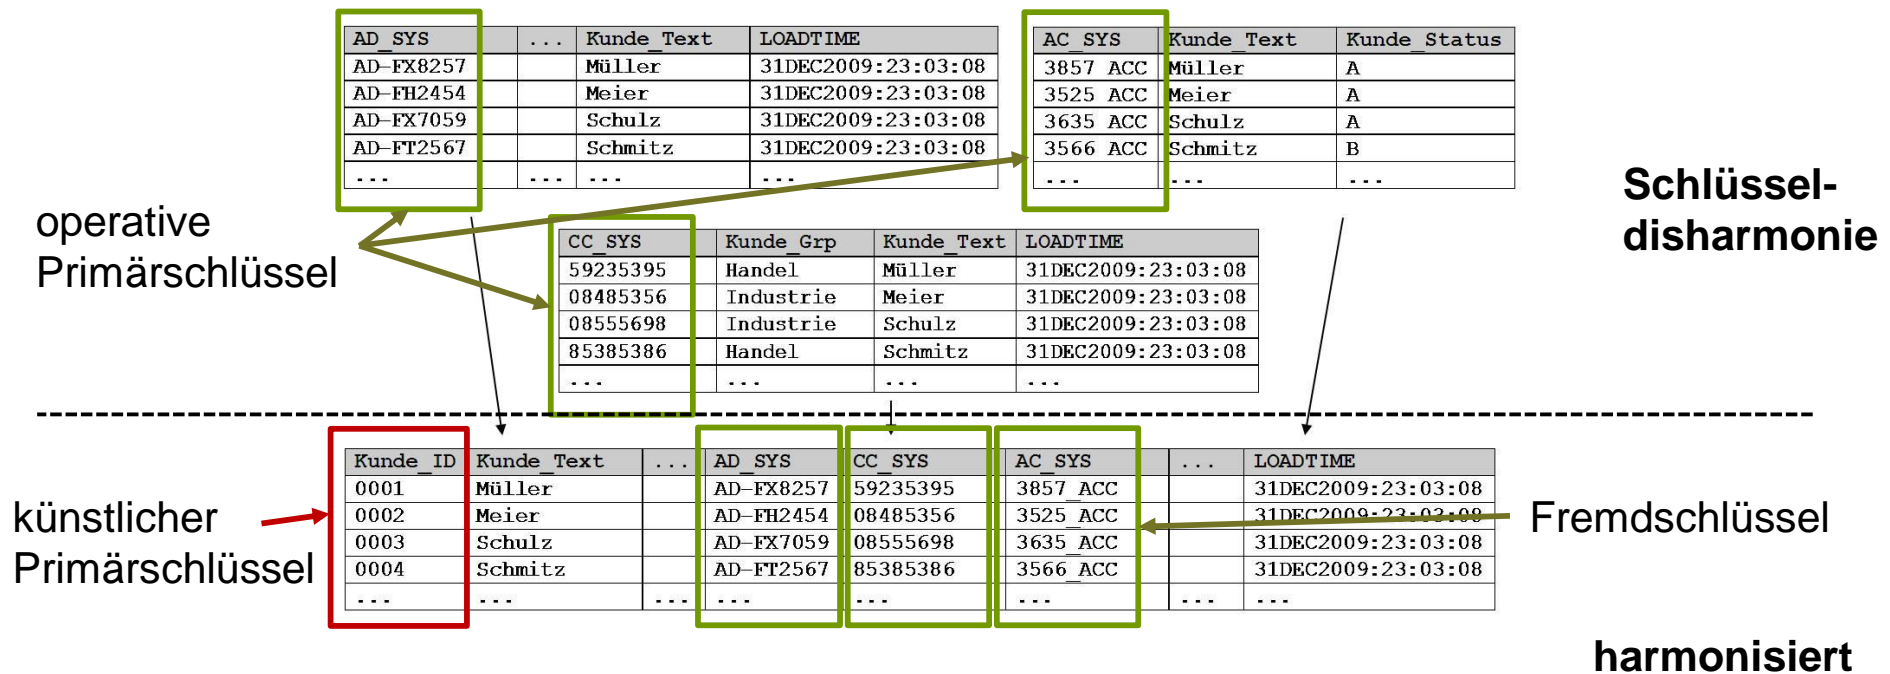 AD_SYS ... Kunde_Text LOADTIME
AD-FX8257 Müller 31DEC2009:23:03:08
AD-FH2454 Meier 31DEC2009:23:03:08
AD-FX7059 Schulz 31DEC2009:23:03:08
AD-FT2567 Schmitz 31DEC2009:23:03:08
... ... ... ...
AC_SYS Kunde_Text Kunde_Status
3857_ACC Müller A
3525_ACC Meier A
3635_ACC Schulz A
3566_ACC Schmitz B
... ... ...
Schlüssel-
disharmonie
operative
Primärschlüssel
CC_SYS Kunde_Grp Kunde_Text LOADTIME
59235395 Handel Müller 31DEC2009:23:03:08
08485356 Industrie Meier 31DEC2009:23:03:08
08555698 Industrie Schulz 31DEC2009:23:03:08
85385386 Handel Schmitz 31DEC2009:23:03:08
... ... ... ...
Kunde_ID Kunde_Text ... AD_SYS CC_SYS AC_SYS ... LOADTIME
0001 Müller AD-FX8257 59235395 3857_ACC 31DEC2009:23:03:08
0002 Meier AD-FH2454 08485356 3525_ACC 31DEC2009:23:03:08
0003 Schulz AD-FX7059 08555698 3635_ACC 31DEC2009:23:03:08
0004 Schmitz AD-FT2567 85385386 3566_ACC 31DEC2009:23:03:08
... ... ... ... ... ... ... ...
künstlicher
Primärschlüssel
Fremdschlüssel
harmonisiert